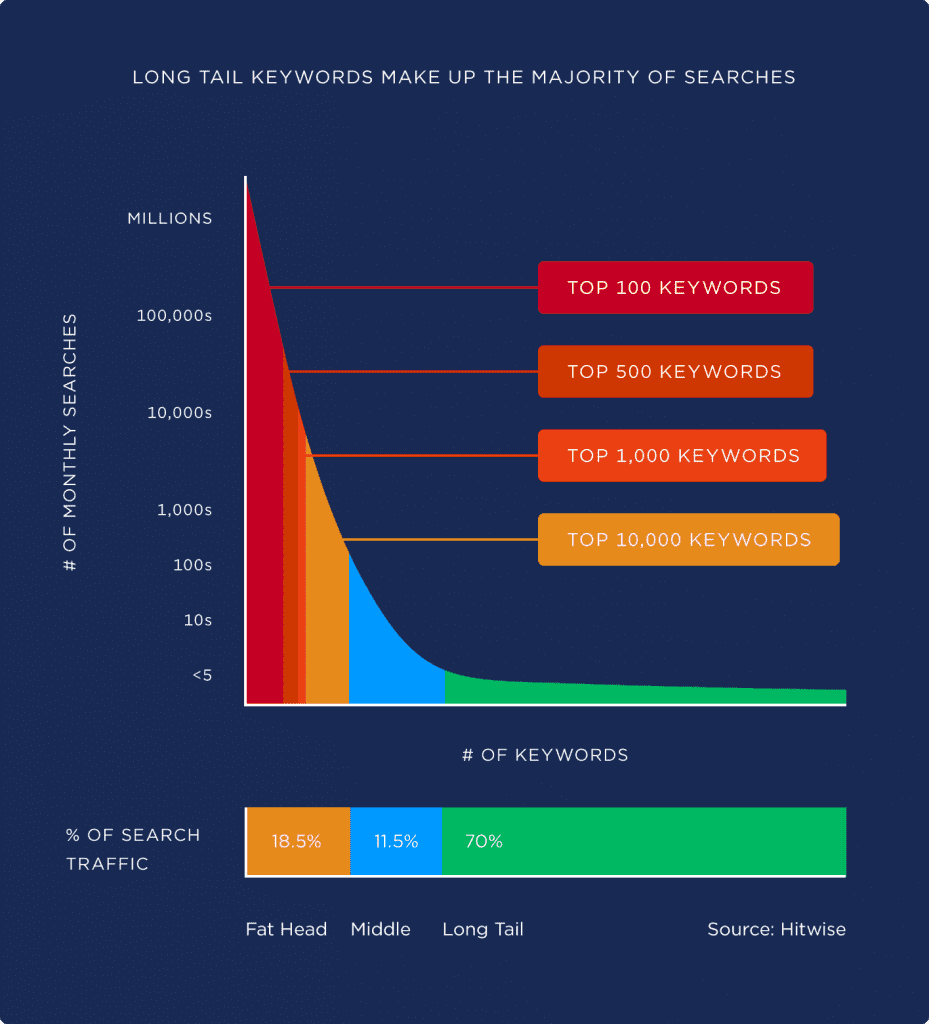 LONG TAIL KEYWORDS MAKE UP THE MAJORITY OF SEARCHES
# OF MONTHLY SEARCHES
MILLIONS
100,000s
10,000s
1,000s
100s
10s
<5
TOP 100 KEYWORDS
TOP 500 KEYWORDS
TOP 1,000 KEYWORDS
TOP 10,000 KEYWORDS
# OF KEYWORDS
% OF SEARCH
TRAFFIC
18.5%
11.5%
70%
Fat Head
Middle
Long Tail
Source: Hitwise